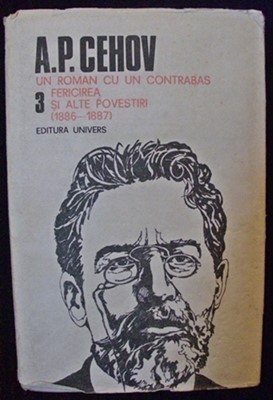 A.P. CEHOV
UN ROMAN CU UN CONTRABAS
FERICIREA
3 ȘI ALTE POVESTIRI
(1886—1887)
EDITURA UNIVERS